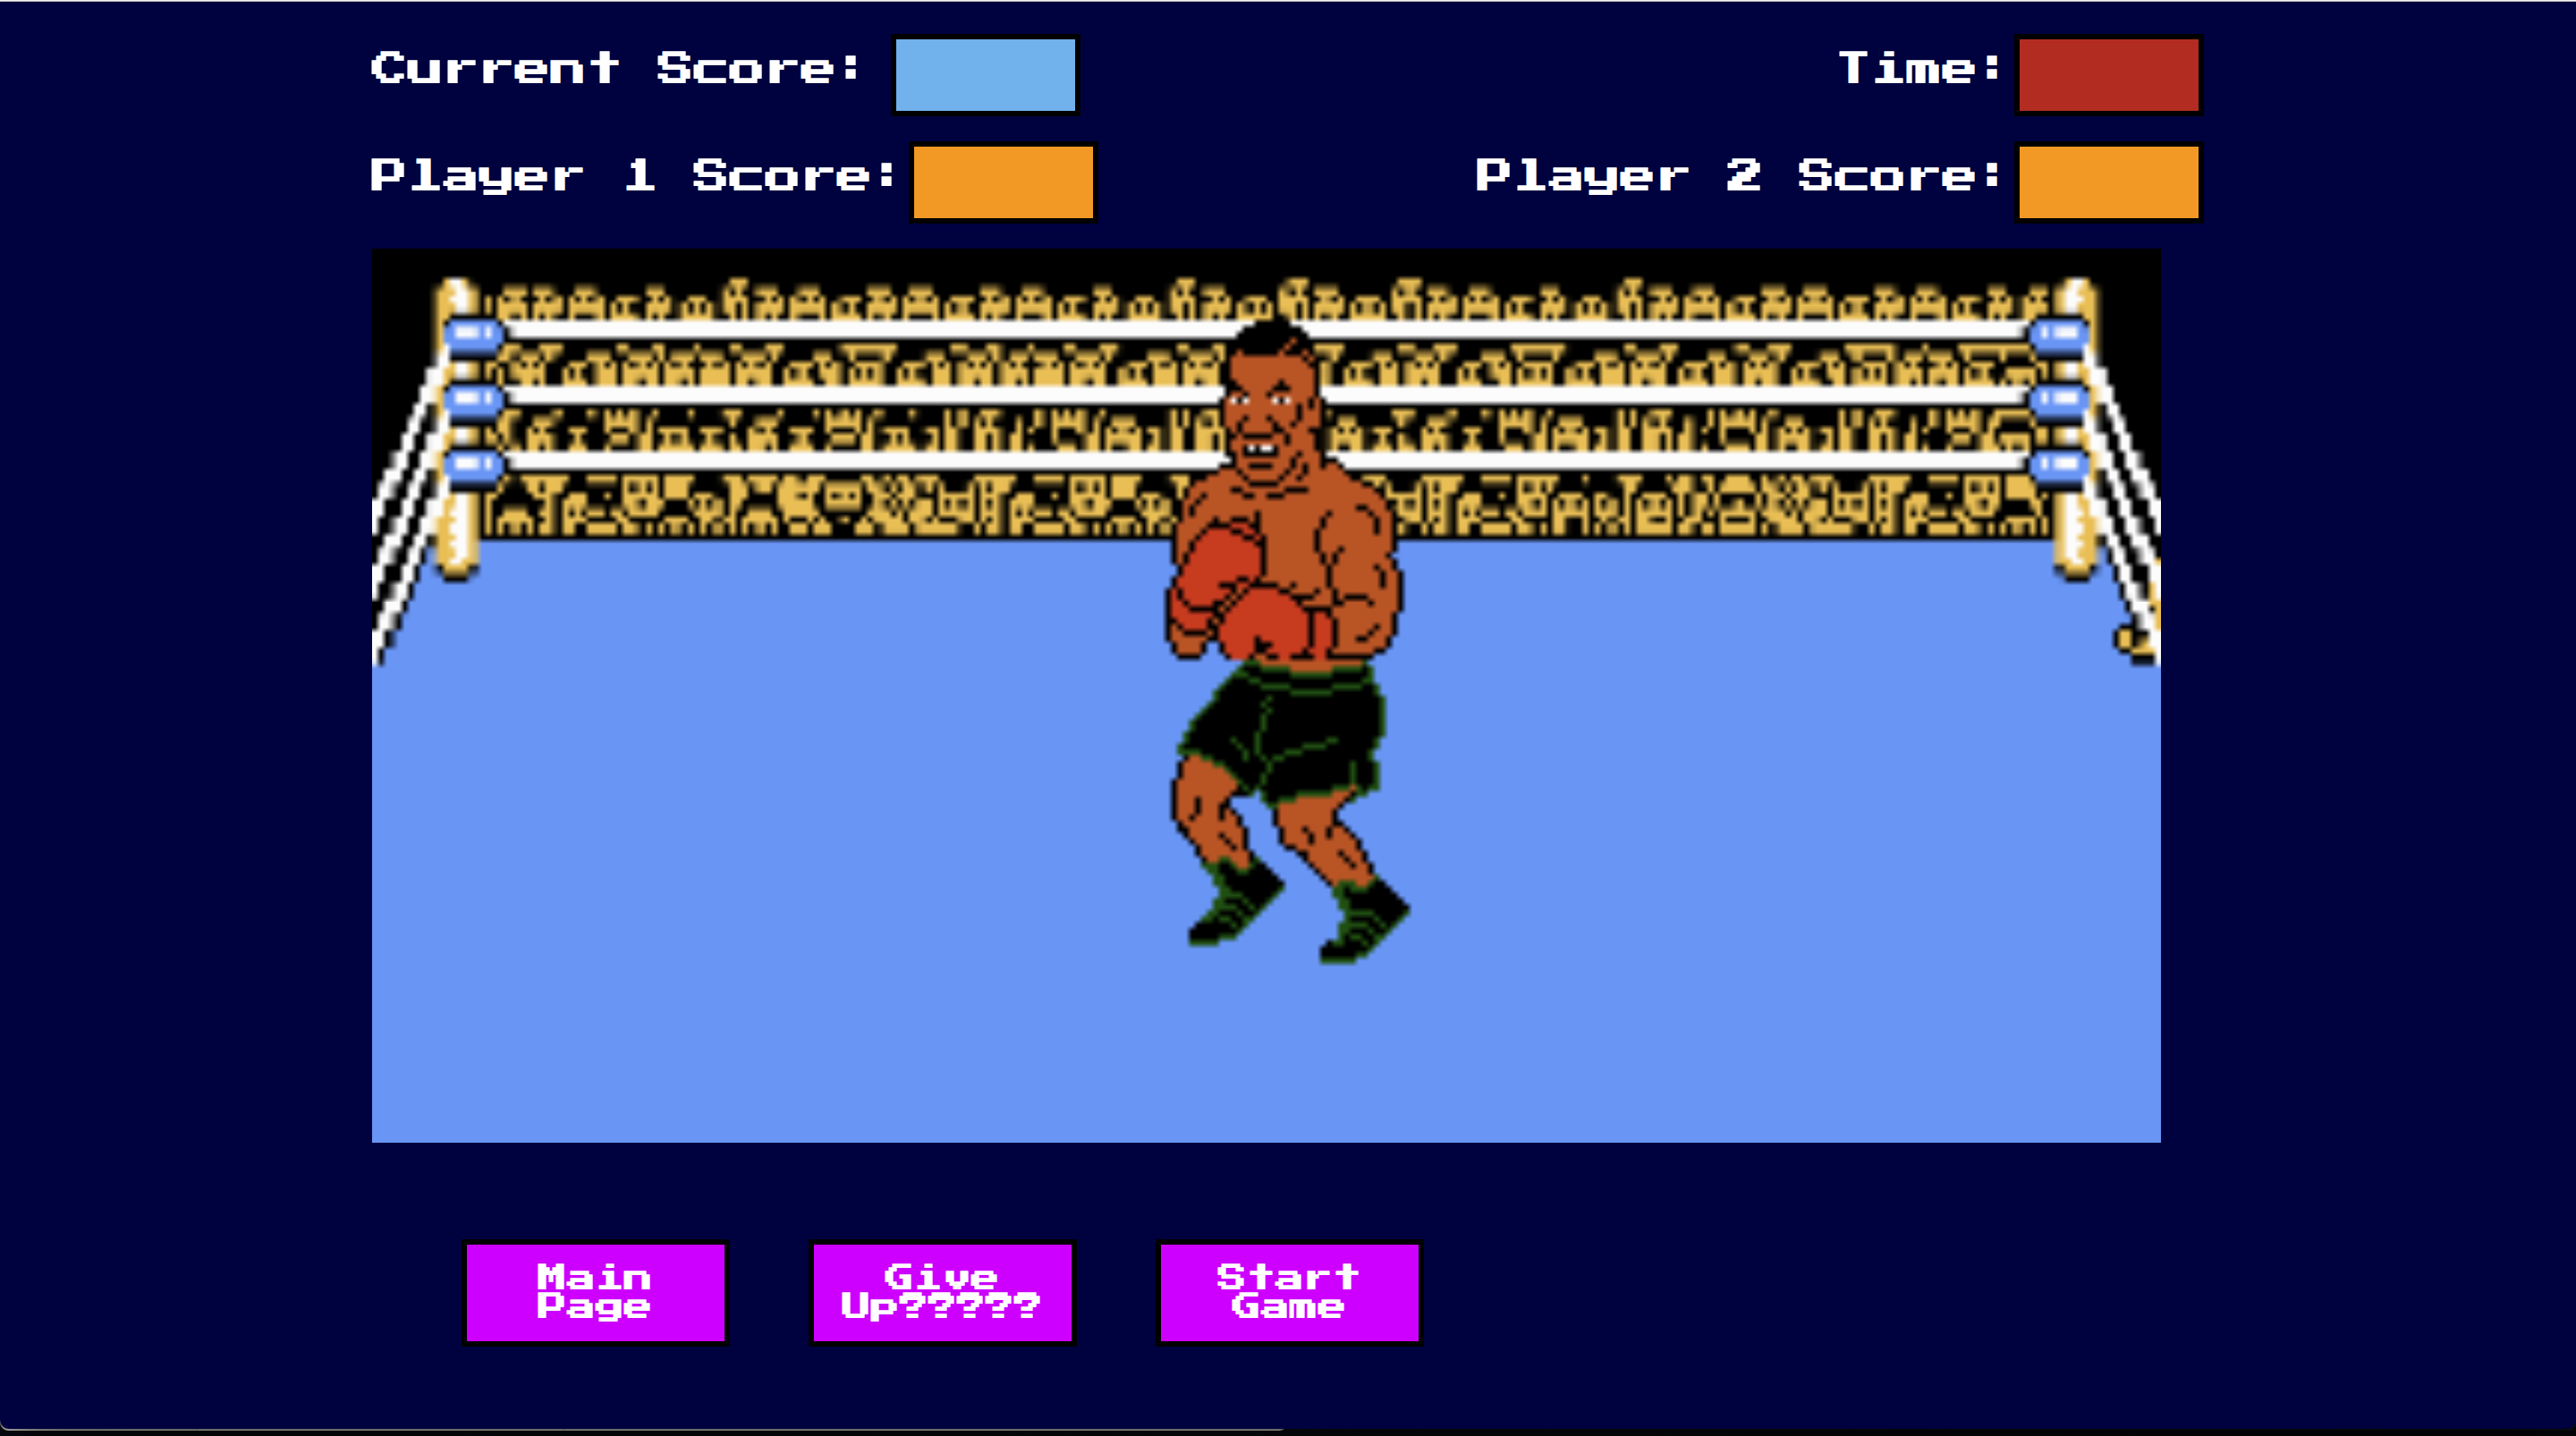 Current Score:
Time:
Player 1 Score:
Player 2 Score:
Main
Page
Give
Up?????
Start
Game